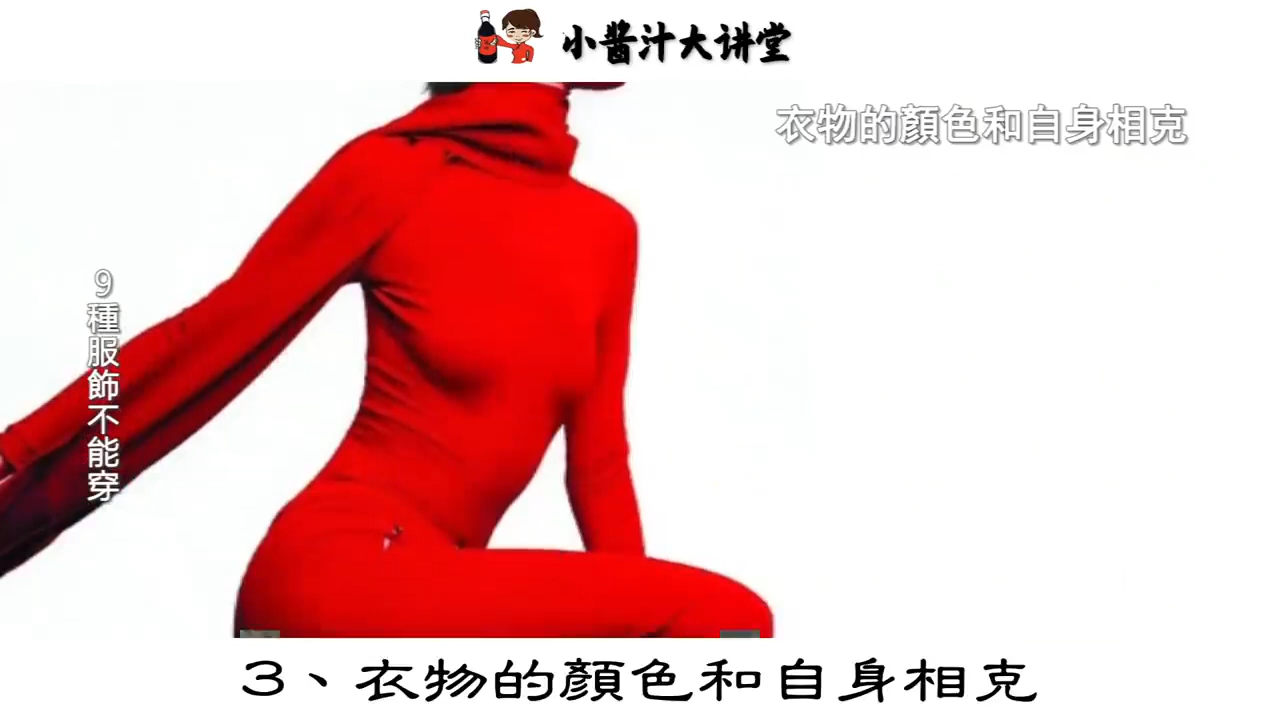 小酱汁大讲堂
衣物的顏色和自身相克
9種服飾不能穿
3、衣物的顏色和自身相克